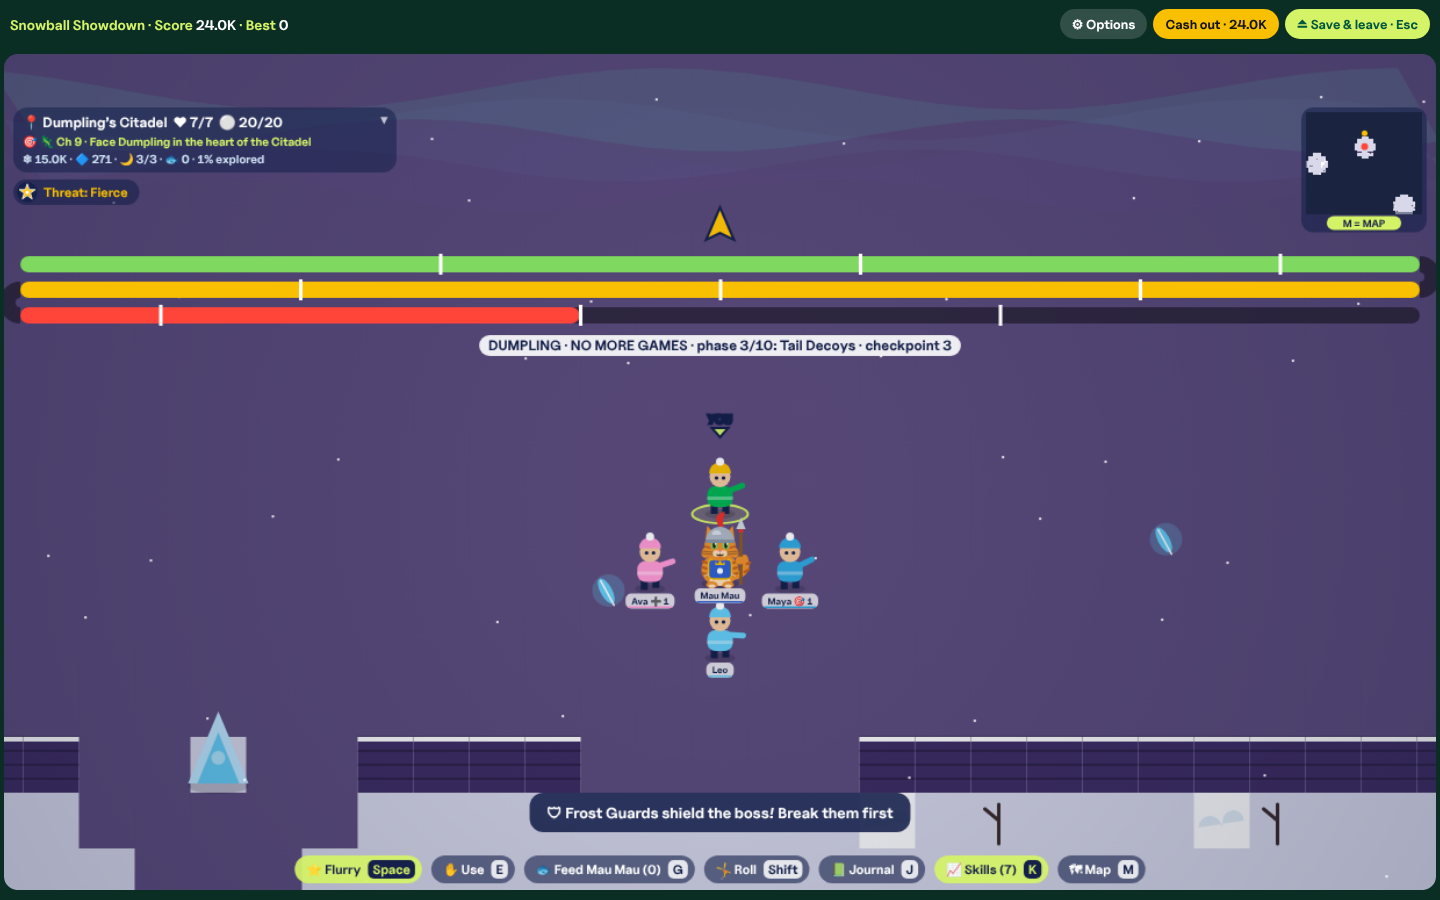 Snowball Showdown · Score 24.0K · Best 0
Options
Cash out · 24.0K
Save & leave · Esc
Dumpling's Citadel 7/7 20/20
Ch 9 · Face Dumpling in the heart of the Citadel
15.0K · 271 · 3/3 · 0 · 1% explored
Threat: Fierce
M = MAP
DUMPLING · NO MORE GAMES · phase 3/10: Tail Decoys · checkpoint 3
Ava 1
Mau Mau
Maya 1
Leo
Frost Guards shield the boss! Break them first
Flurry Space
Use E
Feed Mau Mau (0) G
Roll Shift
Journal J
Skills (7) K
Map M